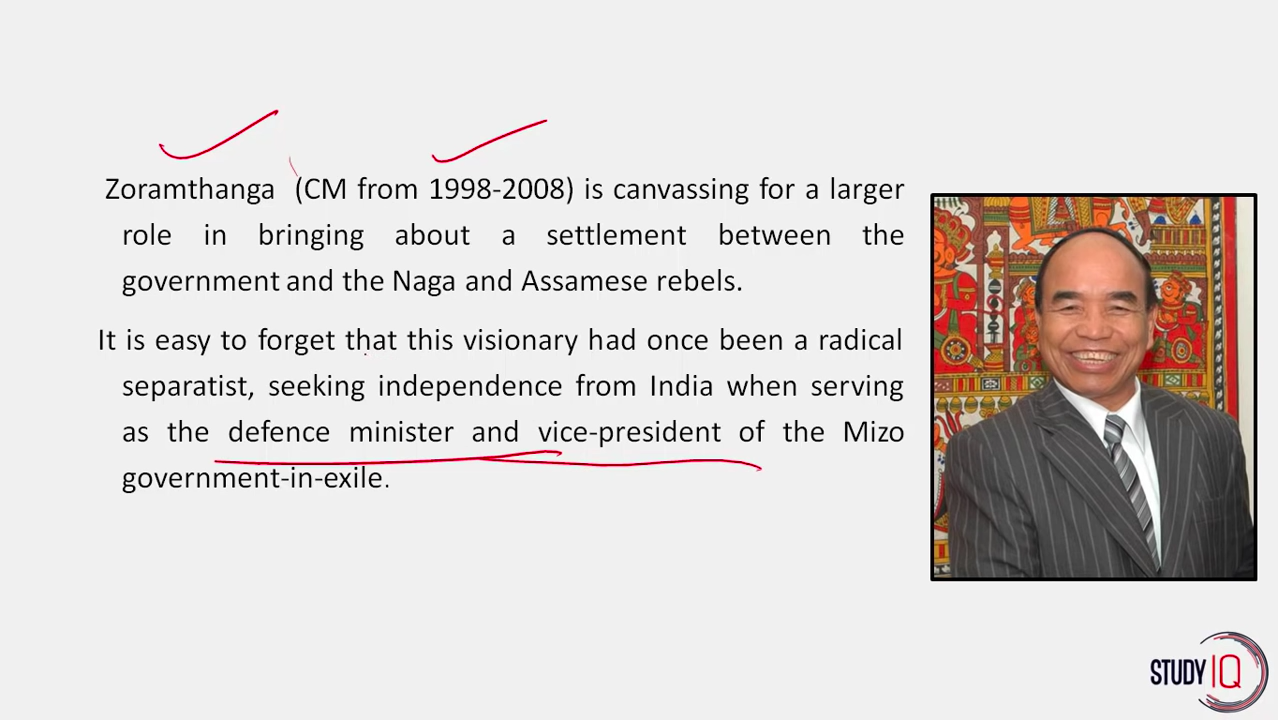 Zoramthanga (CM from 1998-2008) is canvassing for a larger
role in bringing about a settlement between the
government and the Naga and Assamese rebels.
It is easy to forget that this visionary had once been a radical
separatist, seeking independence from India when serving
as the defence minister and vice-president of the Mizo
government-in-exile.
STUDY IQ